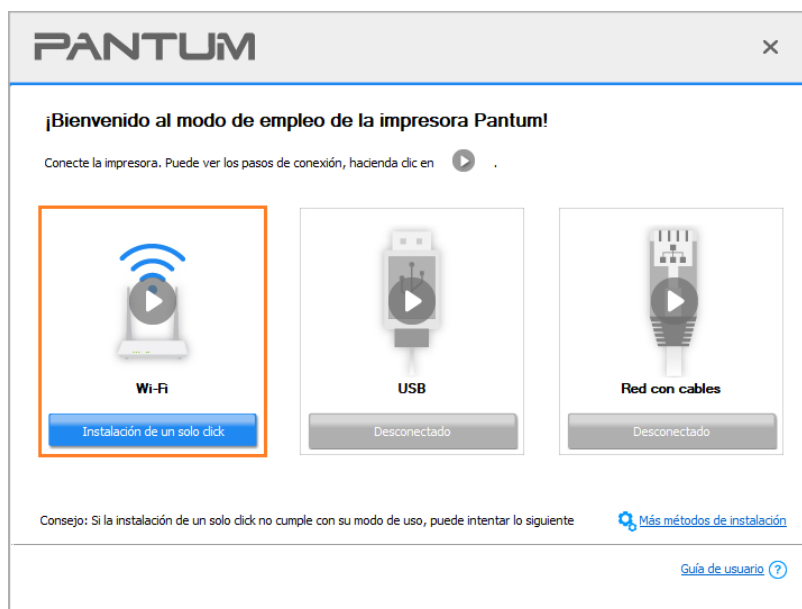 PANTUM
¡Bienvenido al modo de empleo de la impresora Pantum!
Conecte la impresora. Puede ver los pasos de conexión, hacienda clic en .
Wi-Fi
Instalación de un solo click
USB
Desconectado
Red con cables
Desconectado
Consejo: Si la instalación de un solo click no cumple con su modo de uso, puede intentar lo siguiente
Más métodos de instalación
Guía de usuario ?